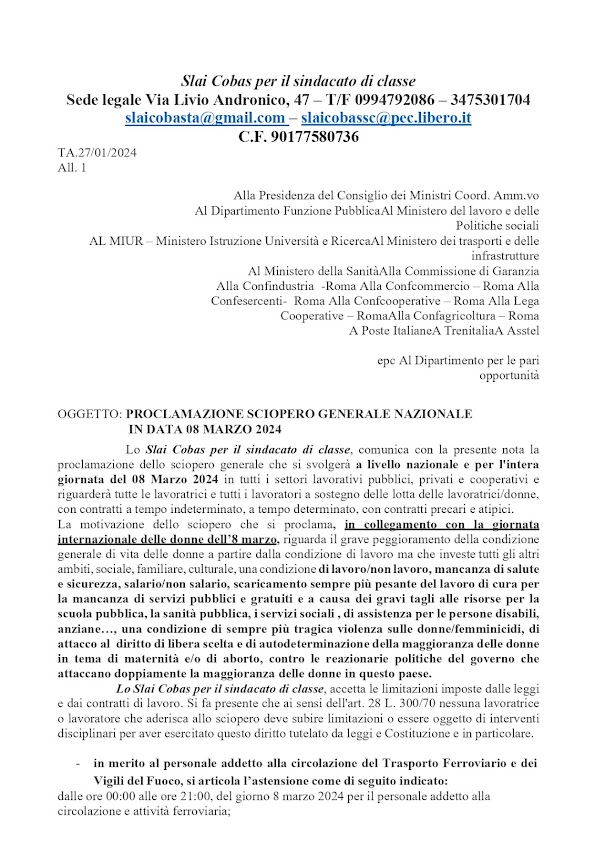 Slai Cobas per il sindacato di classe
Sede legale Via Livio Andronico, 47 – T/F 0994792086 – 3475301704
slaicobasta@gmail.com – slaicobassc@pec.libero.it
C.F. 90177580736
TA.27/01/2024
All. 1
Alla Presidenza del Consiglio dei Ministri Coord. Amm.vo
Al Dipartimento Funzione PubblicaAl Ministero del lavoro e delle
Politiche sociali
AL MIUR – Ministero Istruzione Università e RicercaAl Ministero dei trasporti e delle
infrastrutture
Al Ministero della SanitàAlla Commissione di Garanzia
Alla Confindustria -Roma Alla Confcommercio – Roma Alla
Confesercenti- Roma Alla Confcooperative – Roma Alla Lega
Cooperative – RomaAlla Confagricoltura – Roma
A Poste ItalianeA TrenitaliaA Asstel
epc Al Dipartimento per le pari
opportunità
OGGETTO: PROCLAMAZIONE SCIOPERO GENERALE NAZIONALE
IN DATA 08 MARZO 2024
Lo Slai Cobas per il sindacato di classe, comunica con la presente nota la
proclamazione dello sciopero generale che si svolgerà a livello nazionale e per l'intera
giornata del 08 Marzo 2024 in tutti i settori lavorativi pubblici, privati e cooperativi e
riguarderà tutte le lavoratrici e tutti i lavoratori a sostegno delle lotta delle lavoratrici/donne,
con contratti a tempo indeterminato, a tempo determinato, con contratti precari e atipici.
La motivazione dello sciopero che si proclama, in collegamento con la giornata
internazionale delle donne dell'8 marzo, riguarda il grave peggioramento della condizione
generale di vita delle donne a partire dalla condizione di lavoro ma che investe tutti gli altri
ambiti, sociale, familiare, culturale, una condizione di lavoro/non lavoro, mancanza di salute
e sicurezza, salario/non salario, scaricamento sempre più pesante del lavoro di cura per
la mancanza di servizi pubblici e gratuiti e a causa dei gravi tagli alle risorse per la
scuola pubblica, la sanità pubblica, i servizi sociali , di assistenza per le persone disabili,
anziane…, una condizione di sempre più tragica violenza sulle donne/femminicidi, di
attacco al diritto di libera scelta e di autodeterminazione della maggioranza delle donne
in tema di maternità e/o di aborto, contro le reazionarie politiche del governo che
attaccano doppiamente la maggioranza delle donne in questo paese.
Lo Slai Cobas per il sindacato di classe, accetta le limitazioni imposte dalle leggi
e dai contratti di lavoro. Si fa presente che ai sensi dell'art. 28 L. 300/70 nessuna lavoratrice
o lavoratore che aderisca allo sciopero deve subire limitazioni o essere oggetto di interventi
disciplinari per aver esercitato questo diritto tutelato da leggi e Costituzione e in particolare.
- in merito al personale addetto alla circolazione del Trasporto Ferroviario e dei
Vigili del Fuoco, si articola l'astensione come di seguito indicato:
dalle ore 00:00 alle ore 21:00, del giorno 8 marzo 2024 per il personale addetto alla
circolazione e attività ferroviaria;